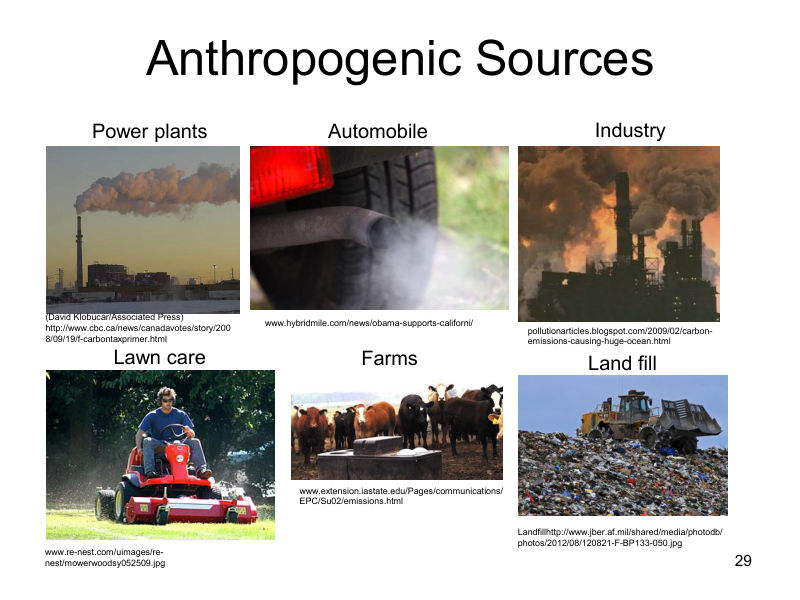 Anthropogenic Sources
Power plants
Automobile
Industry
(David Klobucar/Associated Press)
http://www.cbc.ca/news/canadavotes/story/200
8/09/19/f-carbontaxprimer.html
www.hybridmile.com/news/obama-supports-californi/
pollutionarticles.blogspot.com/2009/02/carbon-
emissions-causing-huge-ocean.html
Lawn care
Farms
Land fill
www.re-nest.com/uimages/re-
nest/mowerwoodsy052509.jpg
www.extension.iastate.edu/Pages/communications/
EPC/Su02/emissions.html
Landfillhttp://www.jber.af.mil/shared/media/photodb/
photos/2012/08/120821-F-BP133-050.jpg
29